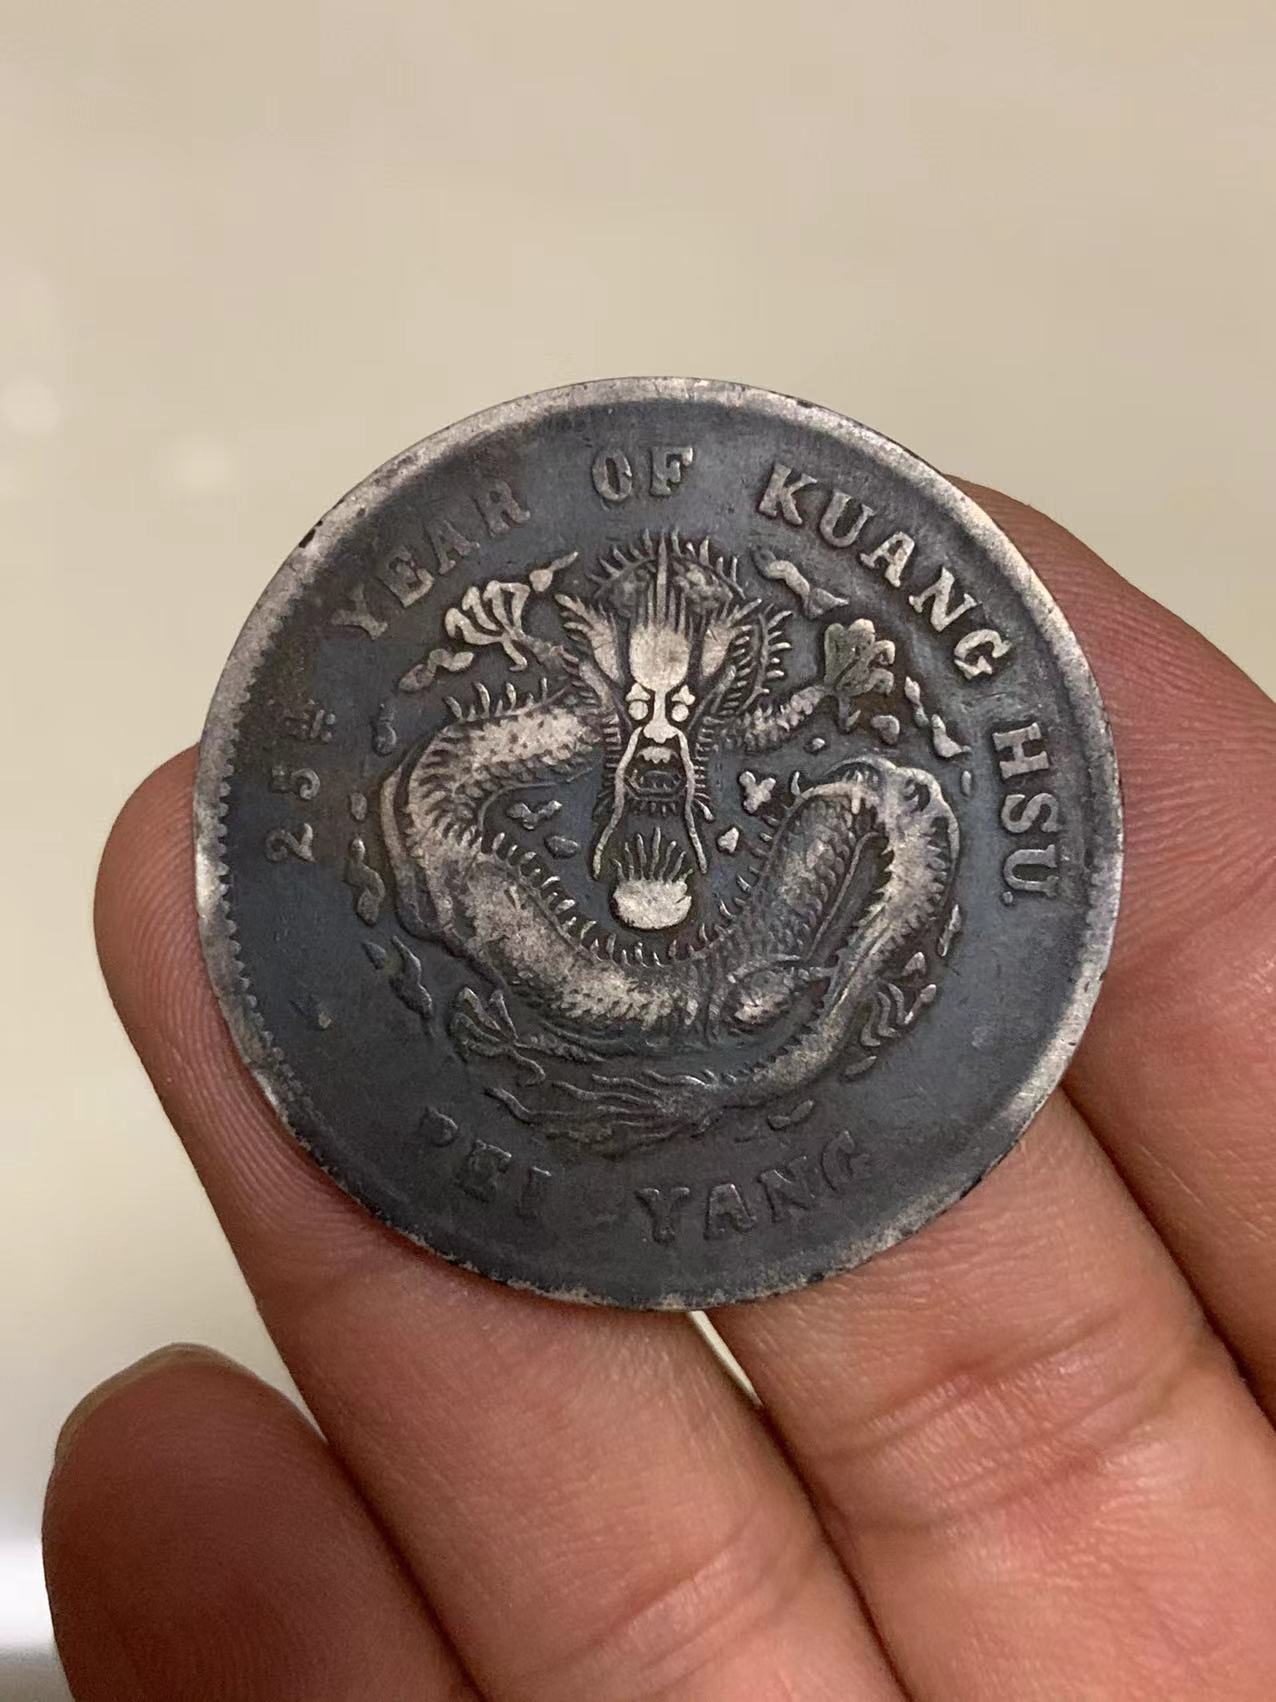 25th YEAR OF KUANG HSU
PEI YANG